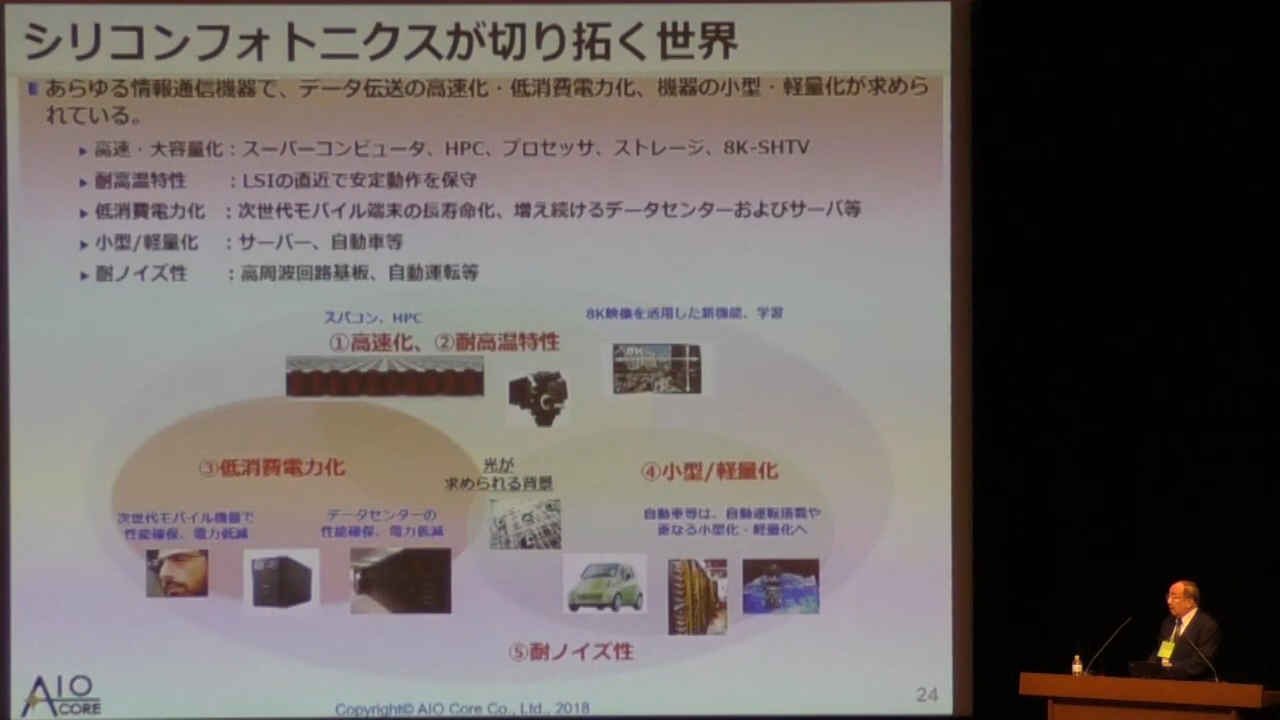 シリコンフォトニクスが切り拓く世界
あらゆる情報通信機器で、データ伝送の高速化・低消費電力化、機器の小型・軽量化が求めら
れている。
高速・大容量化：スーパーコンピュータ、HPC、プロセッサ、ストレージ、8K-SHTV
耐高温特性 ：LSIの直近で安定動作を保守
低消費電力化 ：次世代モバイル端末の長寿命化、増え続けるデータセンターおよびサーバ等
小型/軽量化 ：サーバー、自動車等
耐ノイズ性 ：高周波回路基板、自動運転等
スパコン、HPC
8K映像を活用した新機能、学習
①高速化、②耐高温特性
8K
③低消費電力化
光が
求められる背景
④小型/軽量化
次世代モバイル機器で
性能確保、電力低減
データセンターの
性能確保、電力低減
自動車等は、自動運転搭載や
更なる小型化・軽量化へ
⑤耐ノイズ性
AIO
CORE
Copyright© AIO Core Co., Ltd., 2018
24